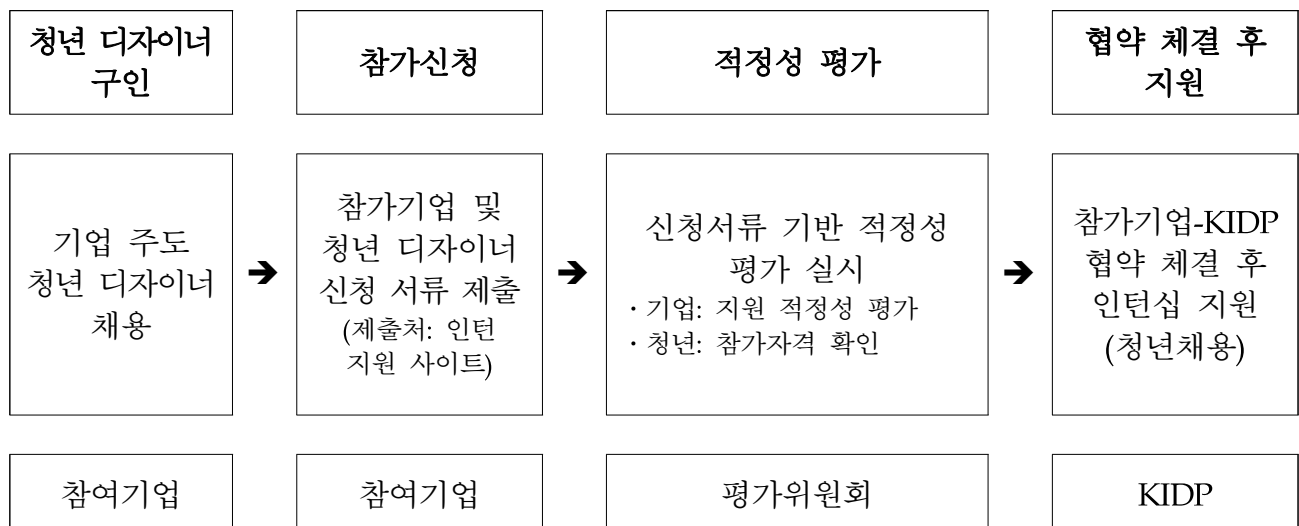 청년 디자이너
구인
참가신청
적정성 평가
협약 체결 후
지원
기업 주도
청년 디자이너
채용
➔
참가기업 및
청년 디자이너
신청 서류 제출
(제출처: 인턴
지원 사이트)
➔
신청서류 기반 적정성
평가 실시
· 기업: 지원 적정성 평가
· 청년: 참가자격 확인
➔
참가기업-KIDP
협약 체결 후
인턴십 지원
(청년채용)
참여기업
참여기업
평가위원회
KIDP